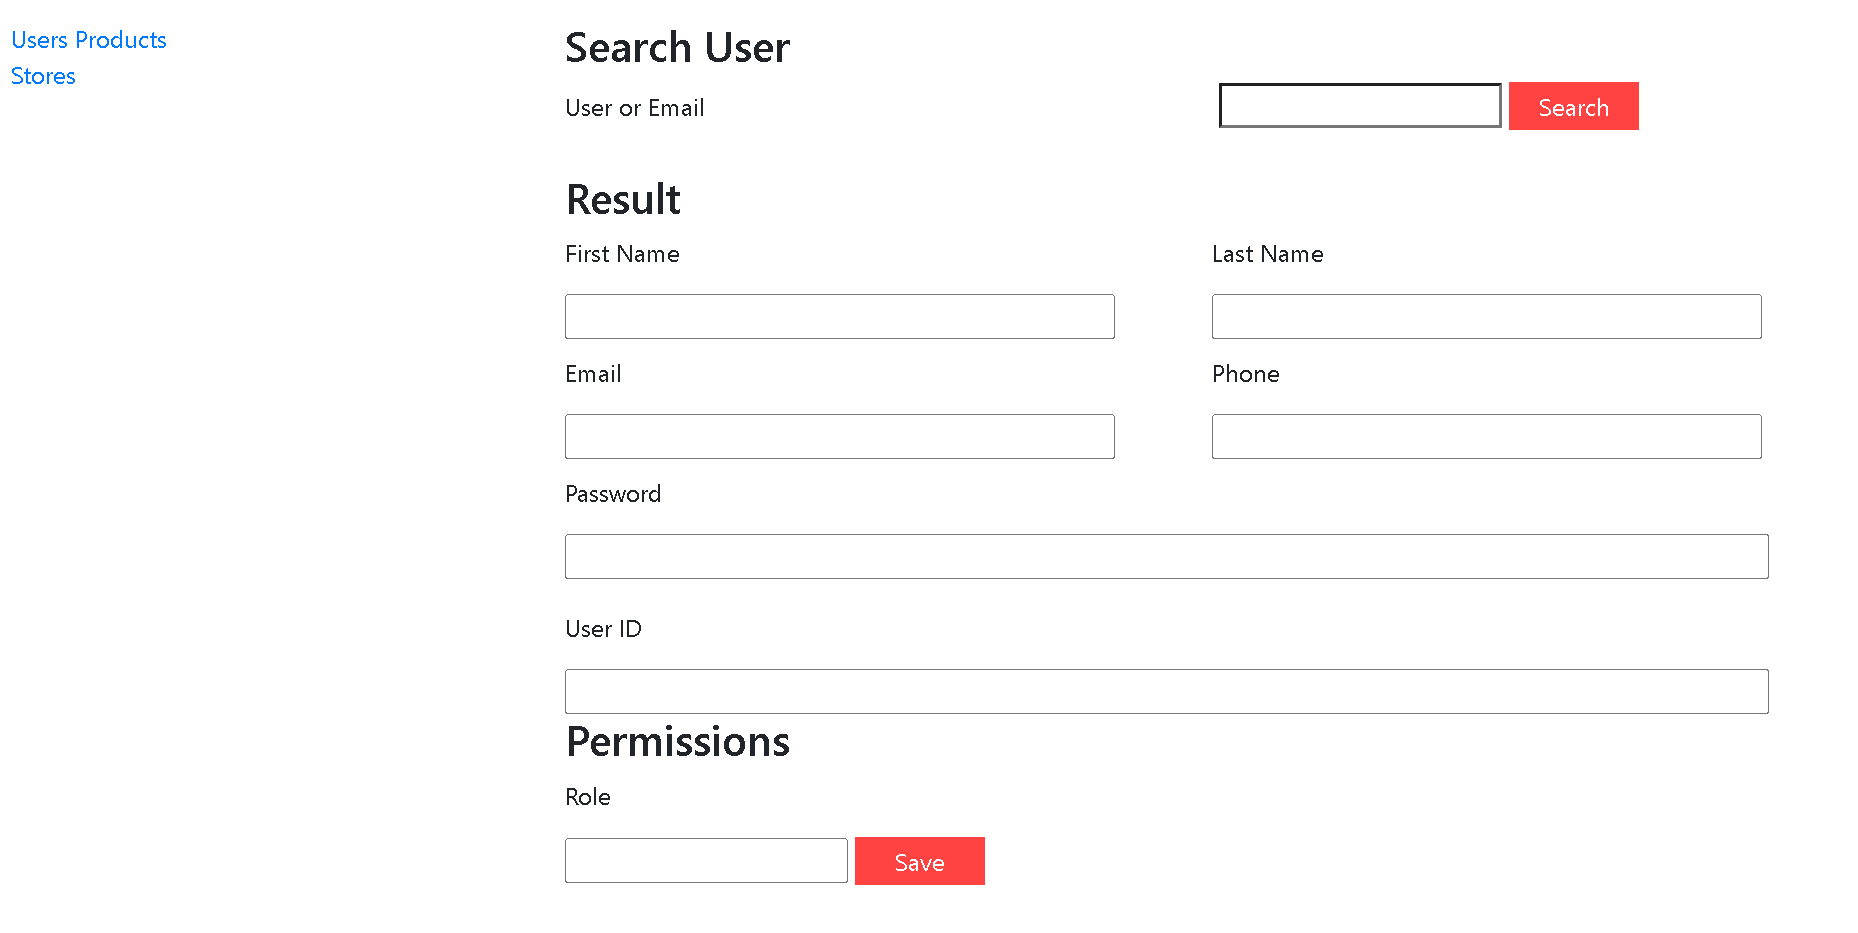 Users Products
Stores
Search User
User or Email
Search
Result
First Name
Last Name
Email
Phone
Password
User ID
Permissions
Role
Save